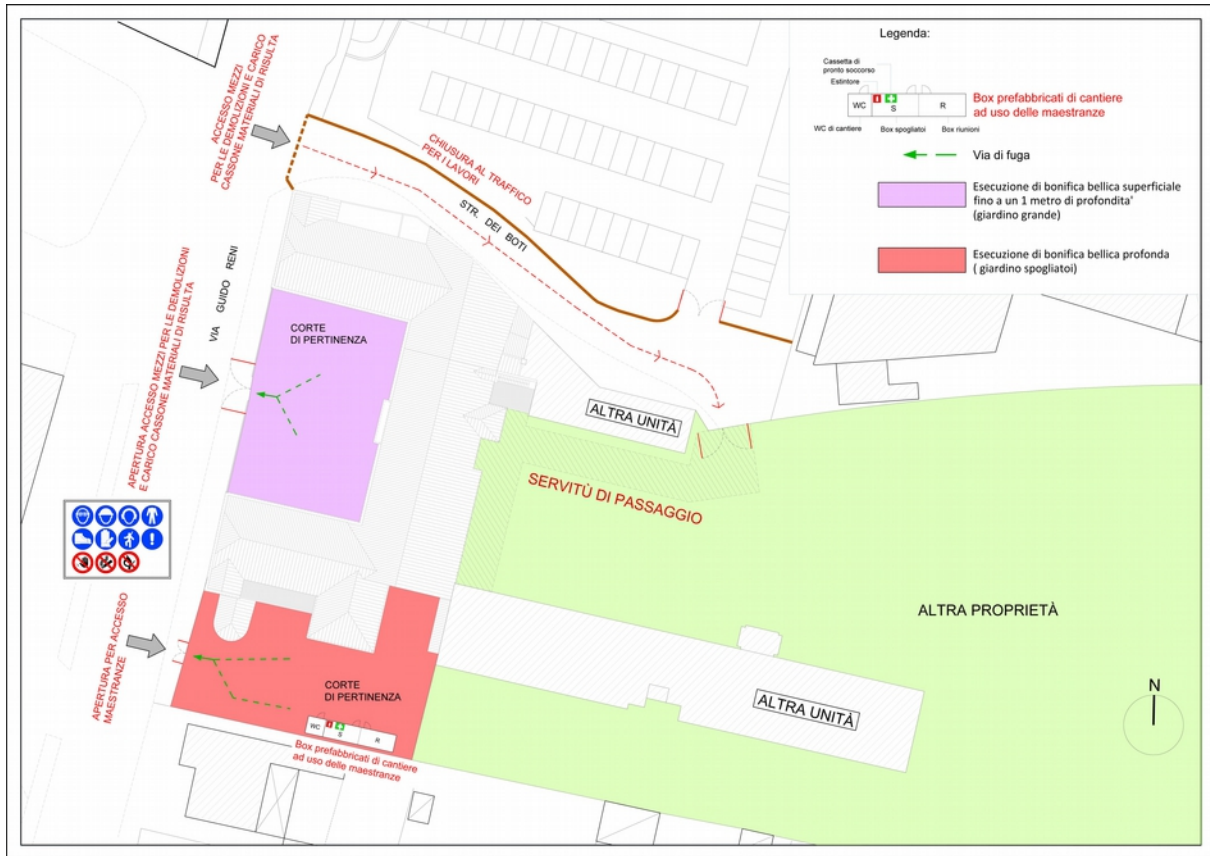 Legenda:
Cassetta di
pronto soccorso
Estintore
WC
S
R
WC di cantiere
Box spogliatoi
Box riunioni
Box prefabbricati di cantiere
ad uso delle maestranze
Via di fuga
Esecuzione di bonifica bellica superficiale
fino a un 1 metro di profondita'
(giardino grande)
Esecuzione di bonifica bellica profonda
( giardino spogliatoi)
ACCESSO MEZZI
PER LE DEMOLIZIONI E CARICO
CASSONE MATERIALI DI RISULTA
CHIUSURA AL TRAFFICO
PER I LAVORI
STR. DEI BOTI
VIA GUIDO RENI
APERTURA ACCESSO MEZZI PER LE DEMOLIZIONI
E CARICO CASSONE MATERIALI DI RISULTA
CORTE
DI PERTINENZA
ALTRA UNITÀ
SERVITÙ DI PASSAGGIO
ALTRA PROPRIETÀ
APERTURA PER ACCESSO
MAESTRANZE
CORTE
DI PERTINENZA
WC
S
R
Box prefabbricati di cantiere
ad uso delle maestranze
ALTRA UNITÀ
N